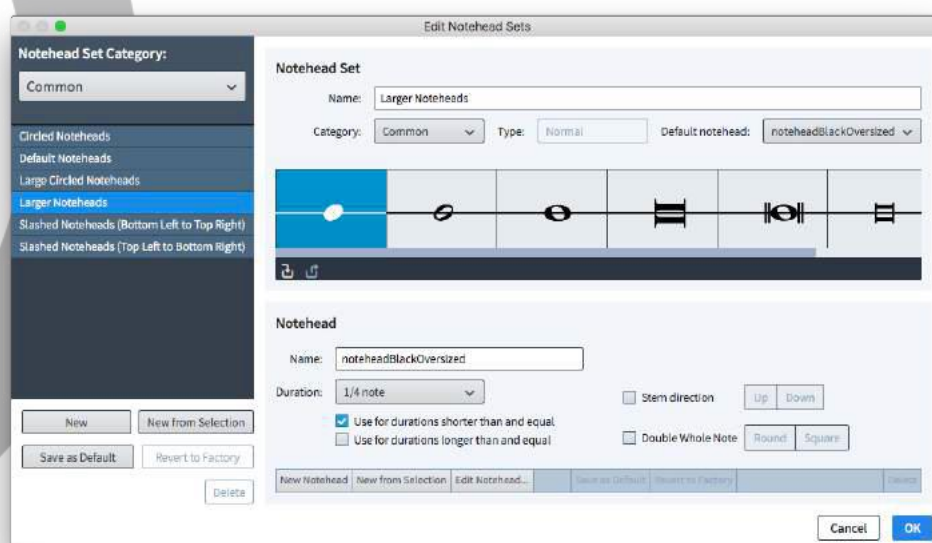 Edit Notehead Sets
Notehead Set Category:
Common
Circled Noteheads
Default Noteheads
Large Circled Noteheads
Larger Noteheads
Slashed Noteheads (Bottom Left to Top Right)
Slashed Noteheads (Top Left to Bottom Right)
New
New from Selection
Save as Default
Revert to Factory
Delete
Notehead Set
Name: Larger Noteheads
Category: Common Type: Normal Default notehead: noteheadBlackOversized
Notehead
Name: noteheadBlackOversized
Duration: 1/4 note
Use for durations shorter than and equal
Use for durations longer than and equal
Stem direction Up Down
Double Whole Note Round Square
New Notehead New from Selection Edit Notehead... Save as Default Revert to Factory Delete
Cancel OK